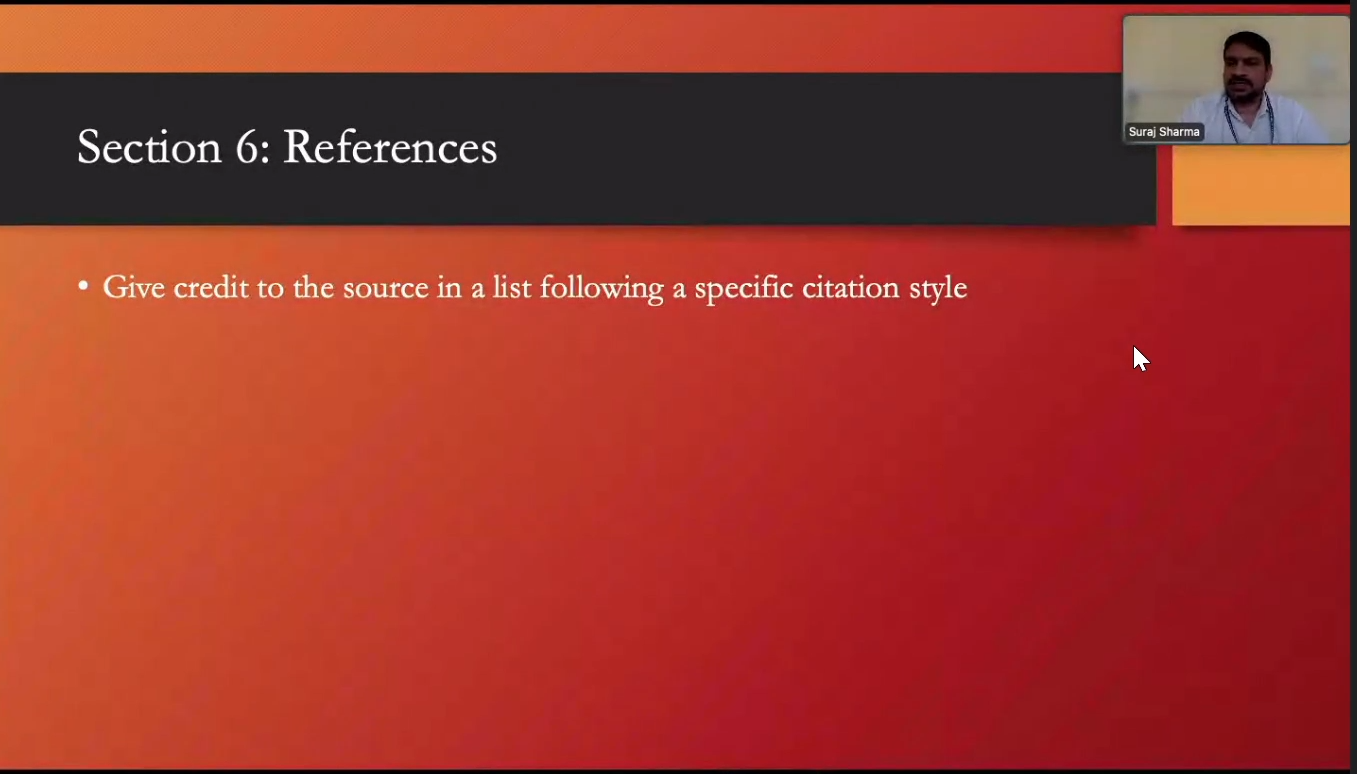 Suraj Sharma
Section 6: References
• Give credit to the source in a list following a specific citation style